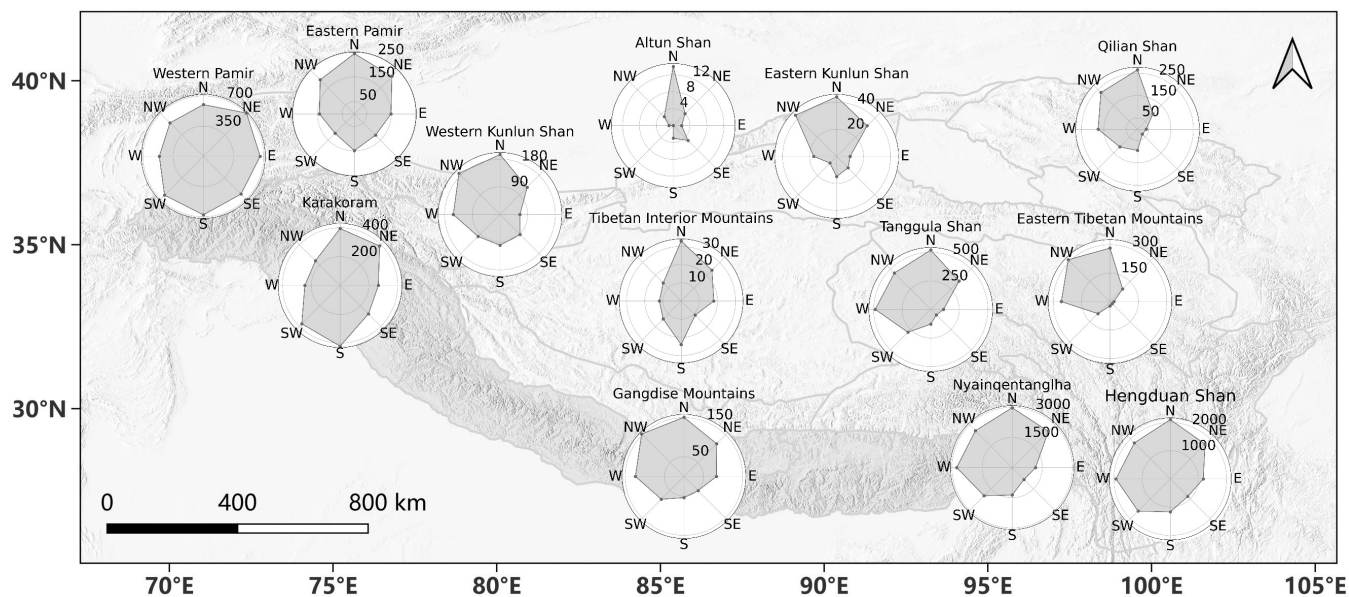 40°N
35°N
30°N
70°E
75°E
80°E
85°E
90°E
95°E
100°E
105°E
0 400 800 km
Western Pamir
N
NE
E
SE
S
SW
W
NW
700
350
Eastern Pamir
N
NE
E
SE
S
SW
W
NW
250
150
50
Western Kunlun Shan
N
NE
E
SE
S
SW
W
NW
180
90
Karakoram
N
NE
E
SE
S
SW
W
NW
400
200
Altun Shan
N
NE
E
SE
S
SW
W
NW
12
8
4
Eastern Kunlun Shan
N
NE
E
SE
S
SW
W
NW
40
20
Qilian Shan
N
NE
E
SE
S
SW
W
NW
250
150
50
Tibetan Interior Mountains
N
NE
E
SE
S
SW
W
NW
30
20
10
Tanggula Shan
N
NE
E
SE
S
SW
W
NW
500
250
Eastern Tibetan Mountains
N
NE
E
SE
S
SW
W
NW
300
150
Gangdise Mountains
N
NE
E
SE
S
SW
W
NW
150
50
Nyainqentanglha
N
NE
E
SE
S
SW
W
NW
3000
1500
Hengduan Shan
N
NE
E
SE
S
SW
W
NW
2000
1000